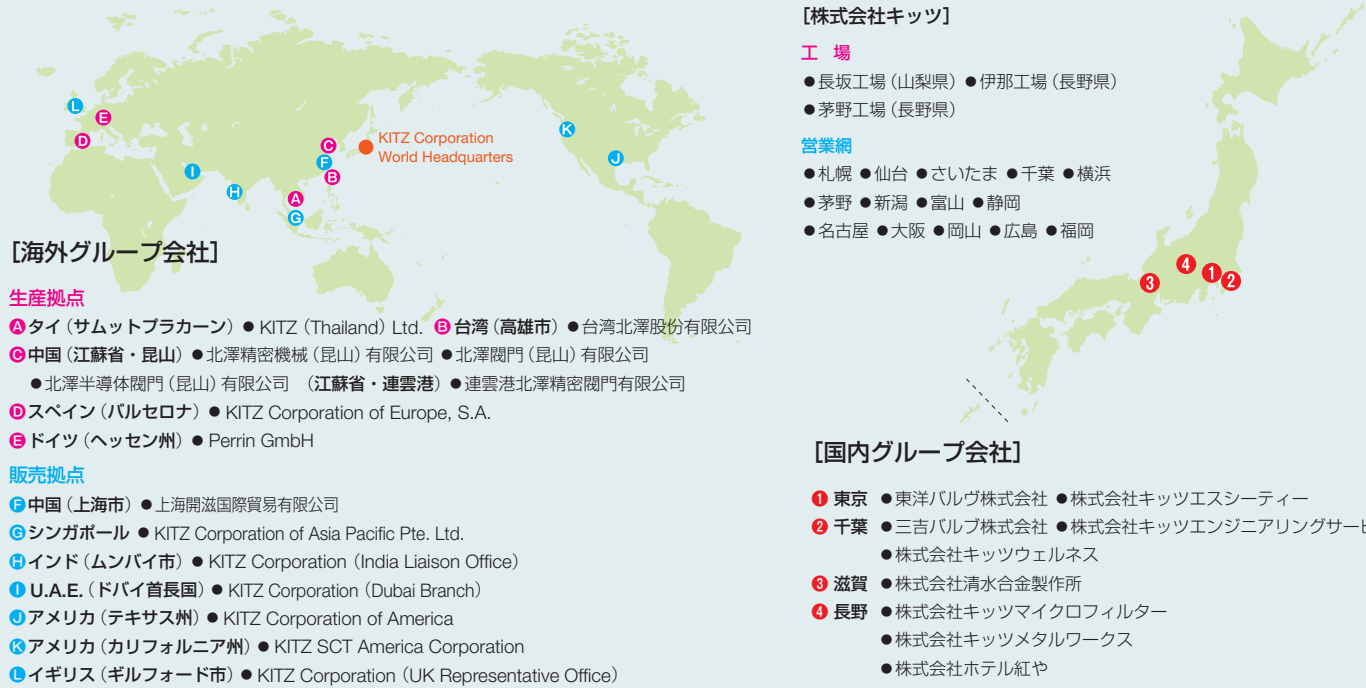 L
E
D
C
KITZ Corporation
World Headquarters
F
B
I
H
A
G
K
J
[海外グループ会社]
生産拠点
Aタイ（サムットプラカーン）● KITZ（Thailand）Ltd. B台湾（高雄市）●台湾北澤股份有限公司
C中国（江蘇省・昆山）●北澤精密機械（昆山）有限公司 ●北澤閥門（昆山）有限公司
●北澤半導体閥門（昆山）有限公司 （江蘇省・連雲港）●連雲港北澤精密閥門有限公司
Dスペイン（バルセロナ）● KITZ Corporation of Europe, S.A.
Eドイツ（ヘッセン州）● Perrin GmbH
販売拠点
F中国（上海市）●上海開滋国際貿易有限公司
Gシンガポール ● KITZ Corporation of Asia Pacific Pte. Ltd.
Hインド（ムンバイ市）● KITZ Corporation（India Liaison Office）
I U.A.E.（ドバイ首長国）● KITZ Corporation（Dubai Branch）
Jアメリカ（テキサス州）● KITZ Corporation of America
Kアメリカ（カリフォルニア州）● KITZ SCT America Corporation
Lイギリス（ギルフォード市）● KITZ Corporation（UK Representative Office）
[株式会社キッツ]
工 場
●長坂工場（山梨県）●伊那工場（長野県）
●茅野工場（長野県）
営業網
●札幌 ●仙台 ●さいたま ●千葉 ●横浜
●茅野 ●新潟 ●富山 ●静岡
●名古屋 ●大阪 ●岡山 ●広島 ●福岡
4
1
3
2
[国内グループ会社]
1 東京 ●東洋バルヴ株式会社 ●株式会社キッツエスシーティー
2 千葉 ●三吉バルブ株式会社 ●株式会社キッツエンジニアリングサー
●株式会社キッツウェルネス
3 滋賀 ●株式会社清水合金製作所
4 長野 ●株式会社キッツマイクロフィルター
●株式会社キッツメタルワークス
●株式会社ホテル紅や